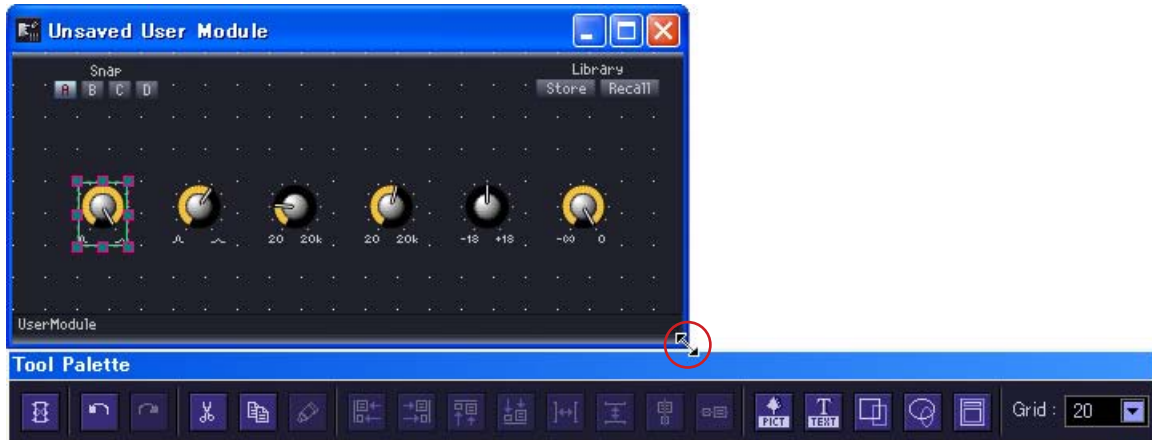 Unsaved User Module
Snap
A B C D
Library
Store Recall
20 20k
20 20k
-18 +18
-∞ 0
UserModule
Tool Palette
PICT
TEXT
Grid : 20